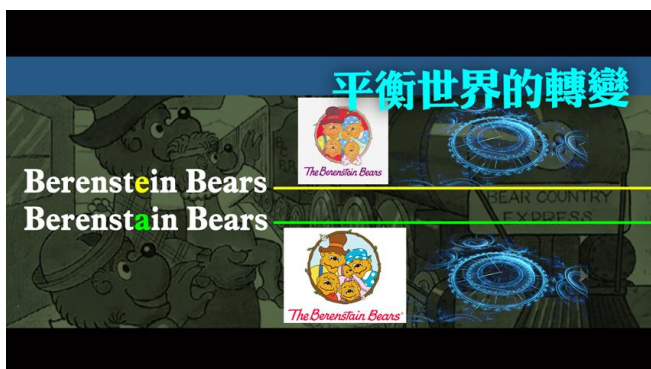 平衡世界的轉變
The Berenstein Bears
Berenstein Bears
BEAR COUNTRY
EXPRESS
Berenstain Bears
The Berenstain Bears